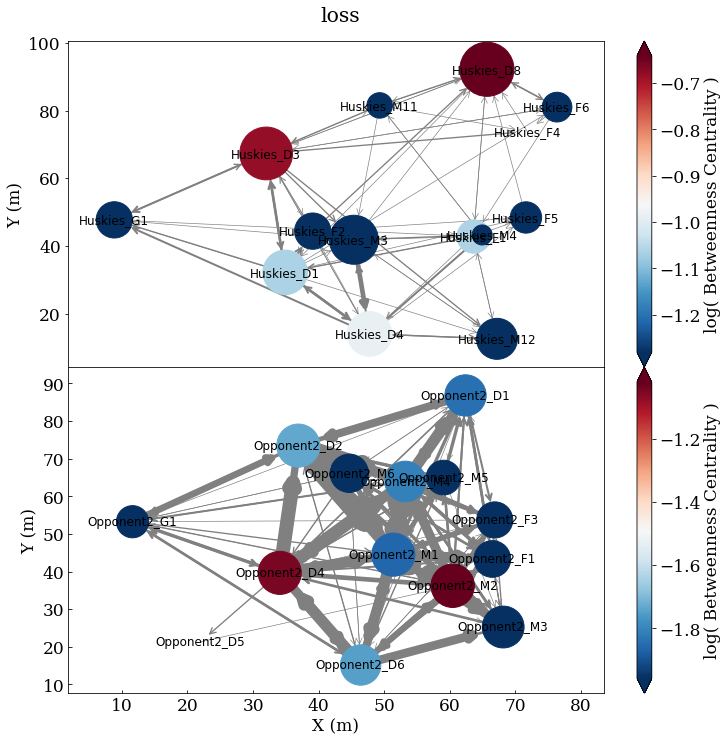 loss
100
80
60
40
20
Y (m)
Huskies_D8
Huskies_M11
Huskies_F6
Huskies_F4
Huskies_D3
Huskies_G1
Huskies_F2
Huskies_M3
Huskies_F5
Huskies_M4
Huskies_D1
Huskies_D4
Huskies_M12
−0.7
−0.8
−0.9
−1.0
−1.1
−1.2
log( Betweenness Centrality )
90
80
70
60
50
40
30
20
10
Y (m)
Opponent2_D1
Opponent2_D2
Opponent2_M6
Opponent2_M5
Opponent2_M4
Opponent2_G1
Opponent2_F3
Opponent2_M1
Opponent2_F1
Opponent2_D4
Opponent2_M2
Opponent2_D5
Opponent2_M3
Opponent2_D6
10
20
30
40
50
60
70
80
X (m)
−1.2
−1.4
−1.6
−1.8
log( Betweenness Centrality )